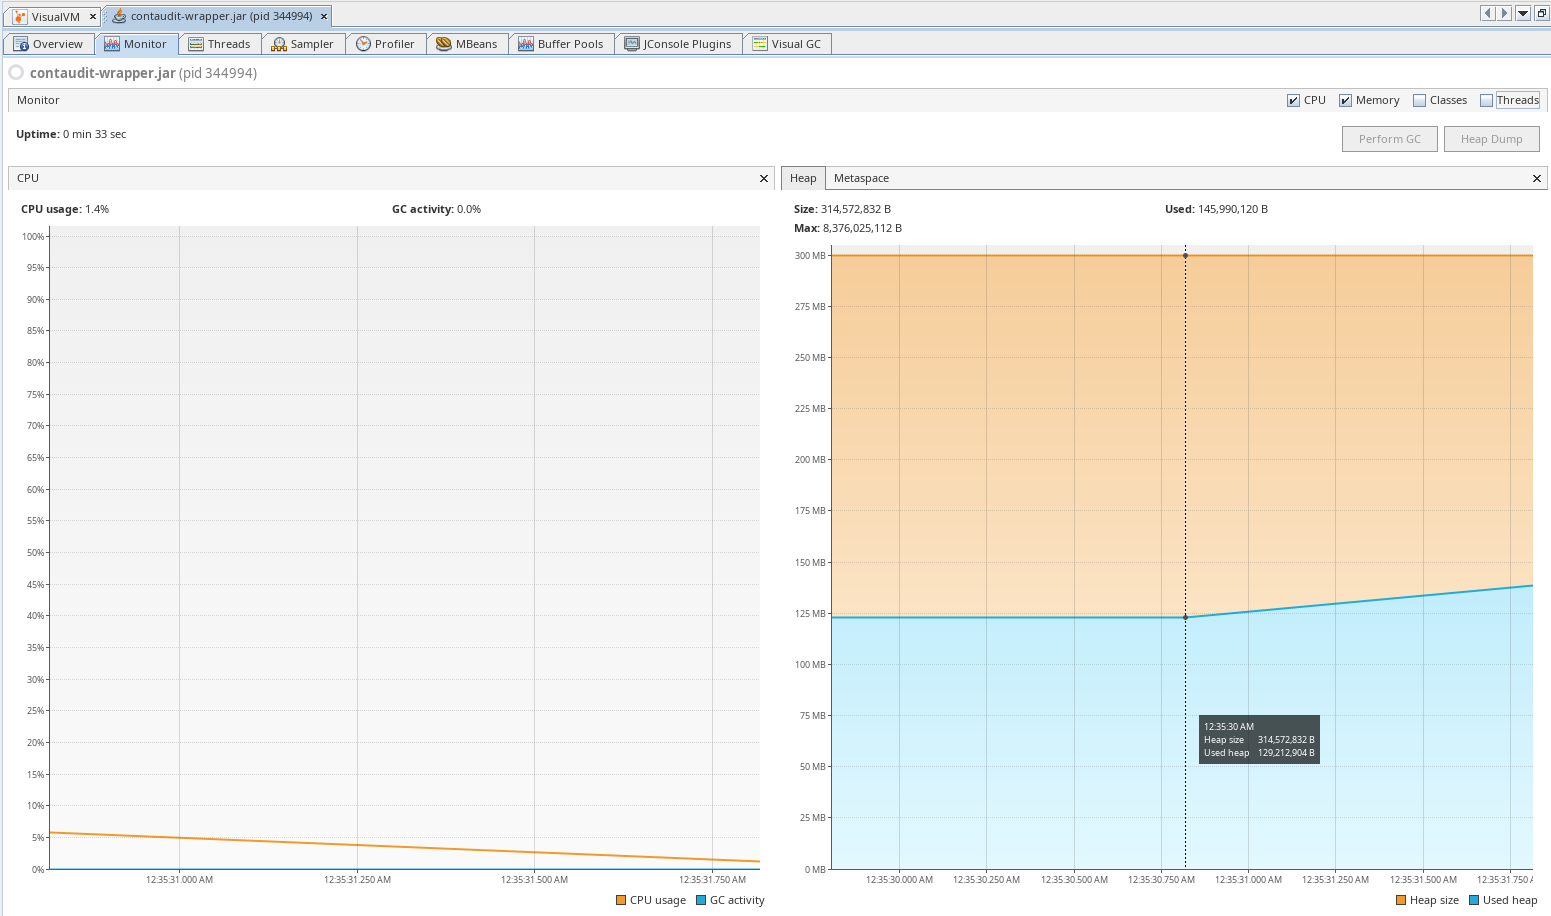 VisualVM × contaudit-wrapper.jar (pid 344994) ×
Overview Monitor Threads Sampler Profiler MBeans Buffer Pools JConsole Plugins Visual GC
contaudit-wrapper.jar (pid 344994)
Monitor CPU Memory Classes Threads
Uptime: 0 min 33 sec
Perform GC Heap Dump
CPU ×
CPU usage: 1.4% GC activity: 0.0%
100%
95%
90%
85%
80%
75%
70%
65%
60%
55%
50%
45%
40%
35%
30%
25%
20%
15%
10%
5%
0%
12:35:31.000 AM 12:35:31.250 AM 12:35:31.500 AM 12:35:31.750 AM
CPU usage GC activity
Heap Metaspace ×
Size: 314,572,832 B Used: 145,990,120 B
Max: 8,376,025,112 B
300 MB
275 MB
250 MB
225 MB
200 MB
175 MB
150 MB
125 MB
100 MB
75 MB
50 MB
25 MB
0 MB
12:35:30 AM
Heap size 314,572,832 B
Used heap 129,212,904 B
12:35:30.000 AM 12:35:30.250 AM 12:35:30.500 AM 12:35:30.750 AM 12:35:31.000 AM 12:35:31.250 AM 12:35:31.500 AM 12:35:31.750 A
Heap size Used heap